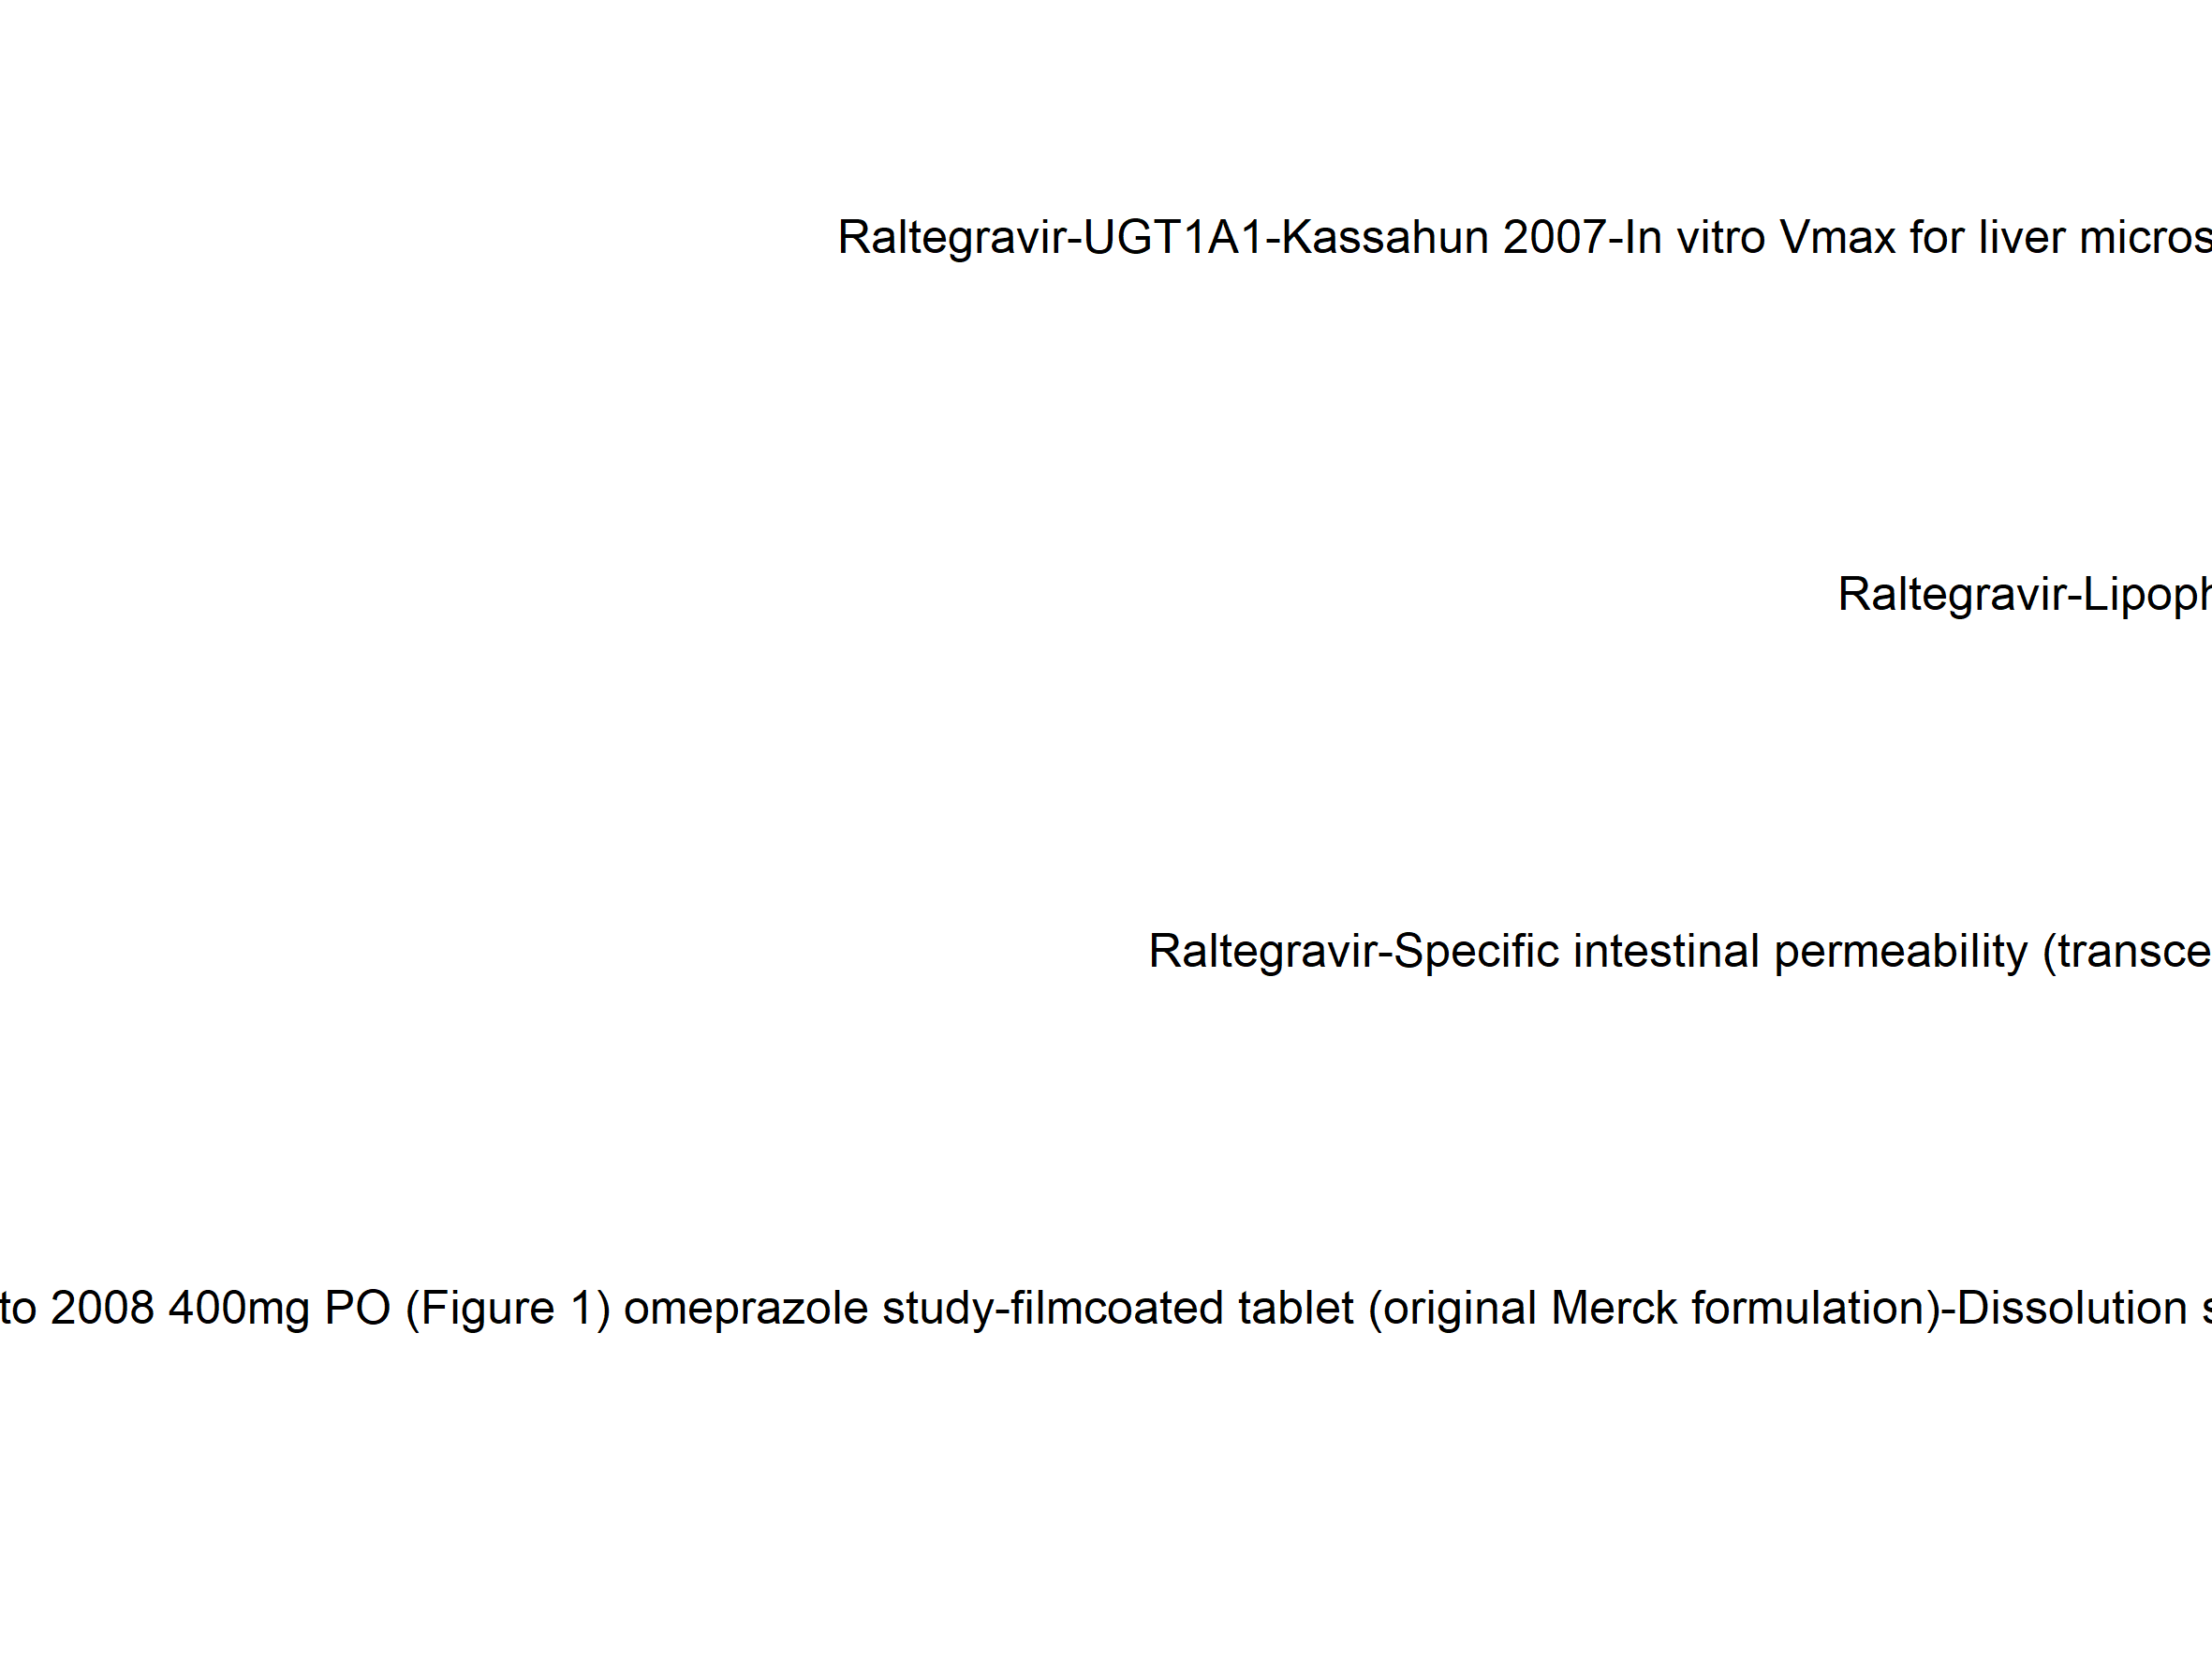 Raltegravir-UGT1A1-Kassahun 2007-In vitro Vmax for liver micros
Raltegravir-Lipoph
Raltegravir-Specific intestinal permeability (transce
to 2008 400mg PO (Figure 1) omeprazole study-filmcoated tablet (original Merck formulation)-Dissolution s